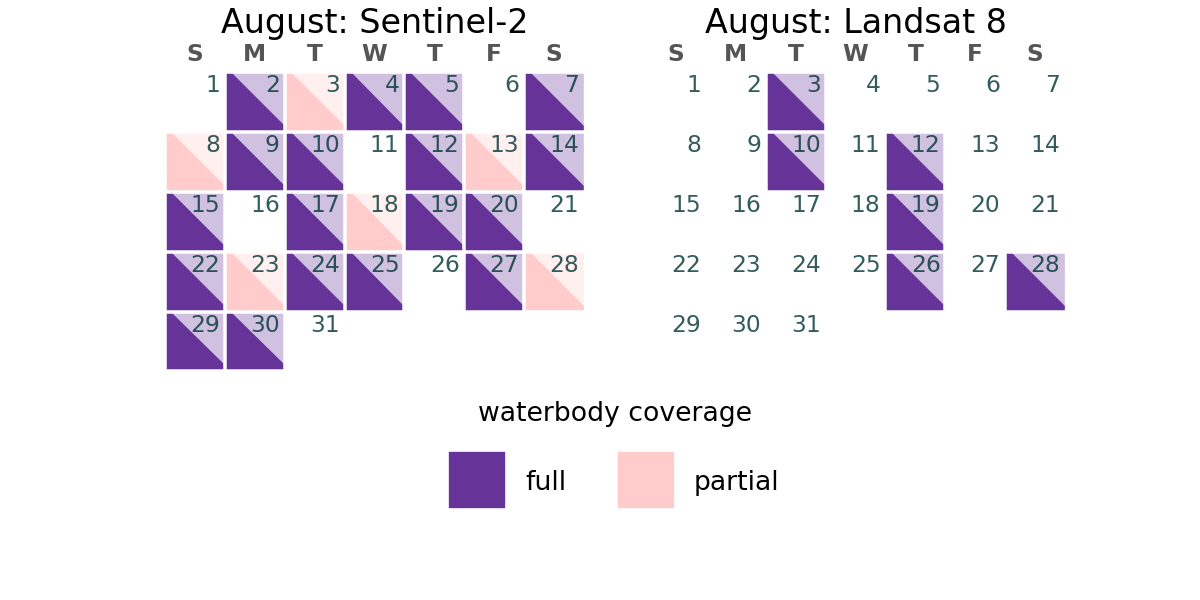 August: Sentinel-2
S M T W T F S
1 2 3 4 5 6 7
8 9 10 11 12 13 14
15 16 17 18 19 20 21
22 23 24 25 26 27 28
29 30 31
August: Landsat 8
S M T W T F S
1 2 3 4 5 6 7
8 9 10 11 12 13 14
15 16 17 18 19 20 21
22 23 24 25 26 27 28
29 30 31
waterbody coverage
full partial